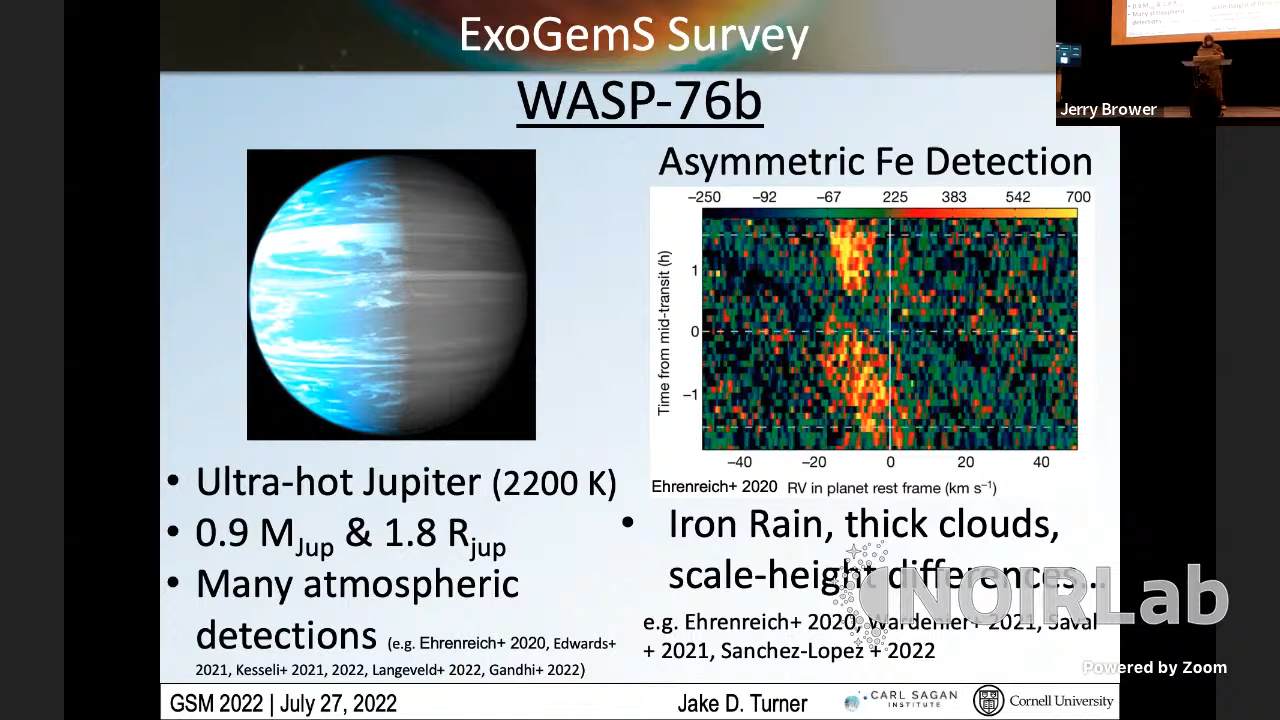 ExoGemS Survey
WASP-76b
Jerry Brower
Asymmetric Fe Detection
−250 −92 −67 225 383 542 700
Time from mid-transit (h)
1
0
−1
−40 −20 0 20 40
Ehrenreich+ 2020 RV in planet rest frame (km s⁻¹)
• Ultra-hot Jupiter (2200 K)
• 0.9 MJup & 1.8 Rjup
• Many atmospheric
detections (e.g. Ehrenreich+ 2020, Edwards+
2021, Kesseli+ 2021, 2022, Langeveld+ 2022, Gandhi+ 2022)
• Iron Rain, thick clouds,
scale-height differences...
e.g. Ehrenreich+ 2020, Wardenier+ 2021, Saval
+ 2021, Sanchez-Lopez + 2022
NOIRLab
Powered by Zoom
GSM 2022 | July 27, 2022
Jake D. Turner
CARL SAGAN
INSTITUTE
Cornell University